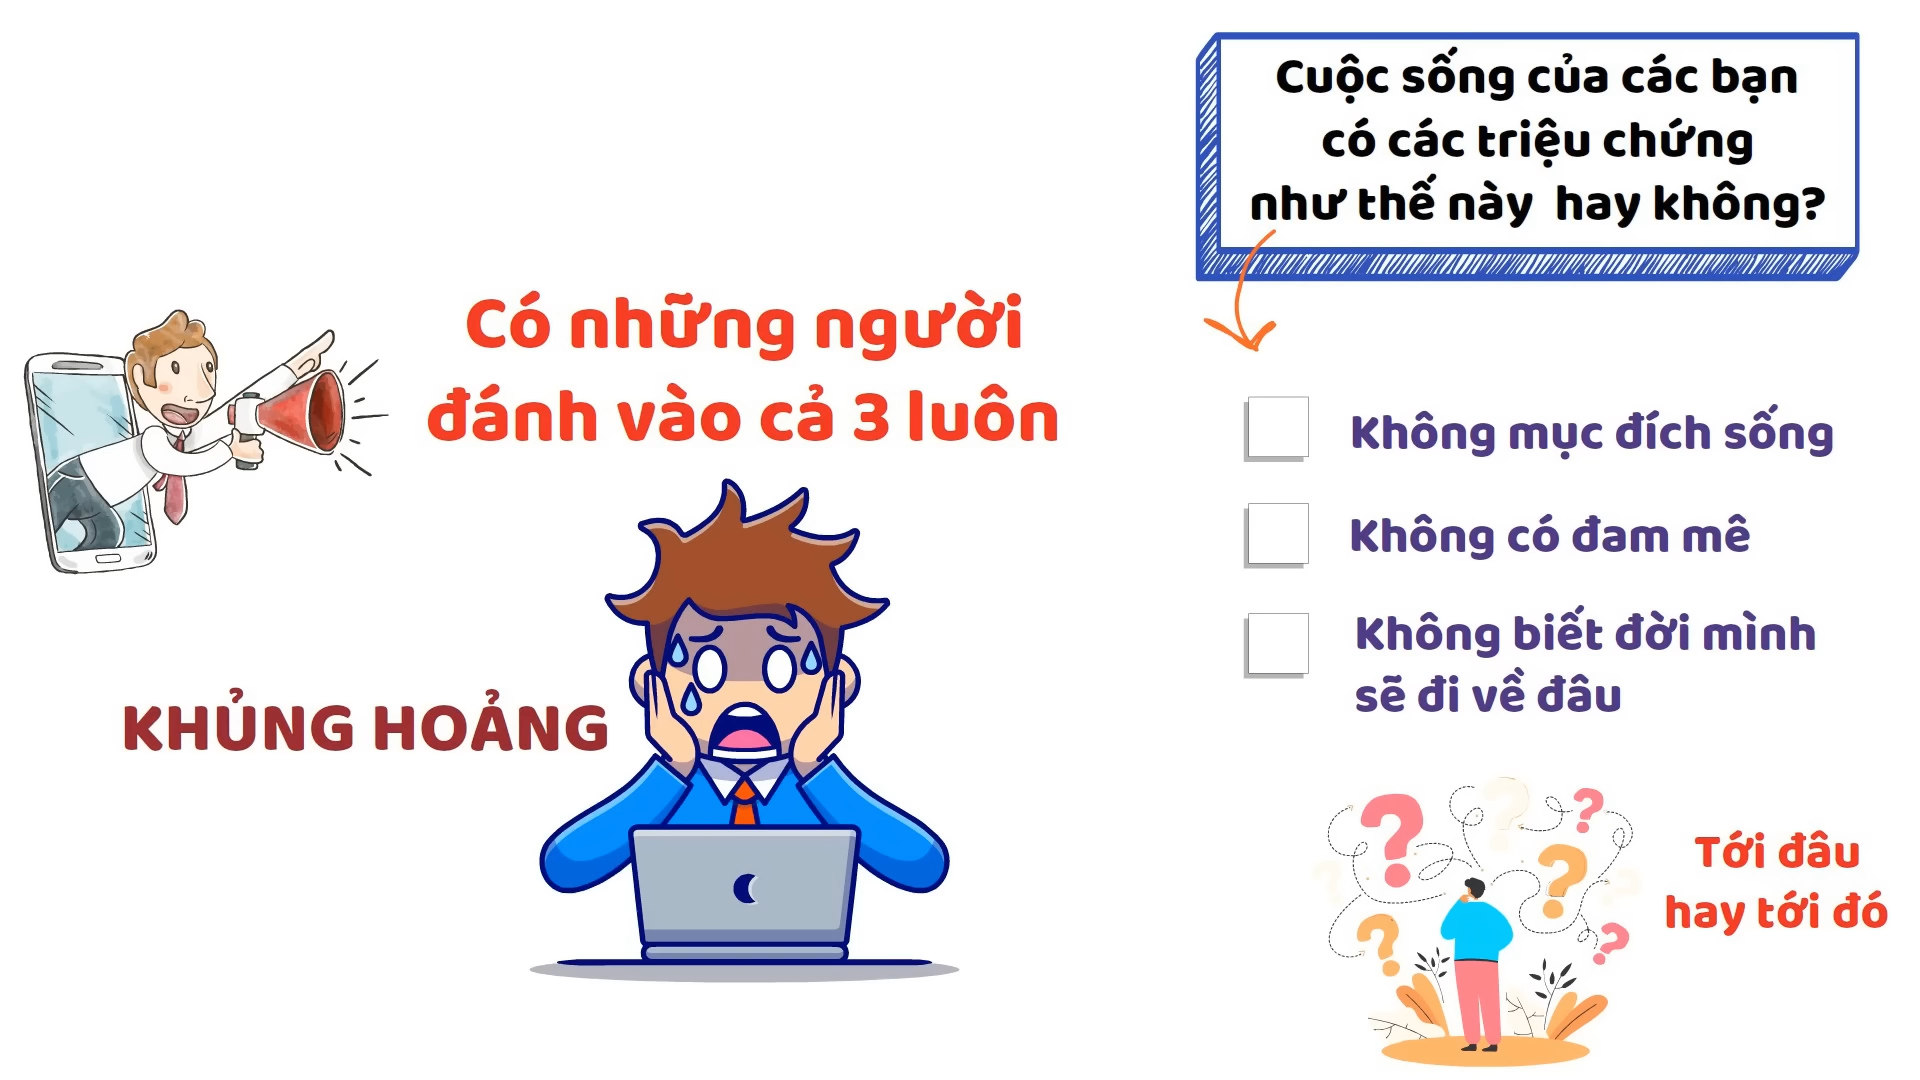 Cuộc sống của các bạn
có các triệu chứng
như thế này hay không?
Có những người
đánh vào cả 3 luôn
Không mục đích sống
Không có đam mê
Không biết đời mình
sẽ đi về đâu
KHỦNG HOẢNG
Tới đâu
hay tới đó